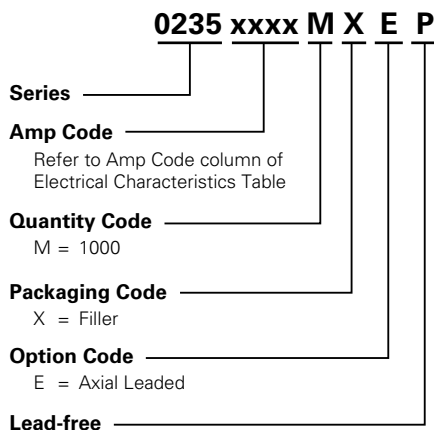 0235 xxxx M X E P
Series
Amp Code
Refer to Amp Code column of
Electrical Characteristics Table
Quantity Code
M = 1000
Packaging Code
X = Filler
Option Code
E = Axial Leaded
Lead-free